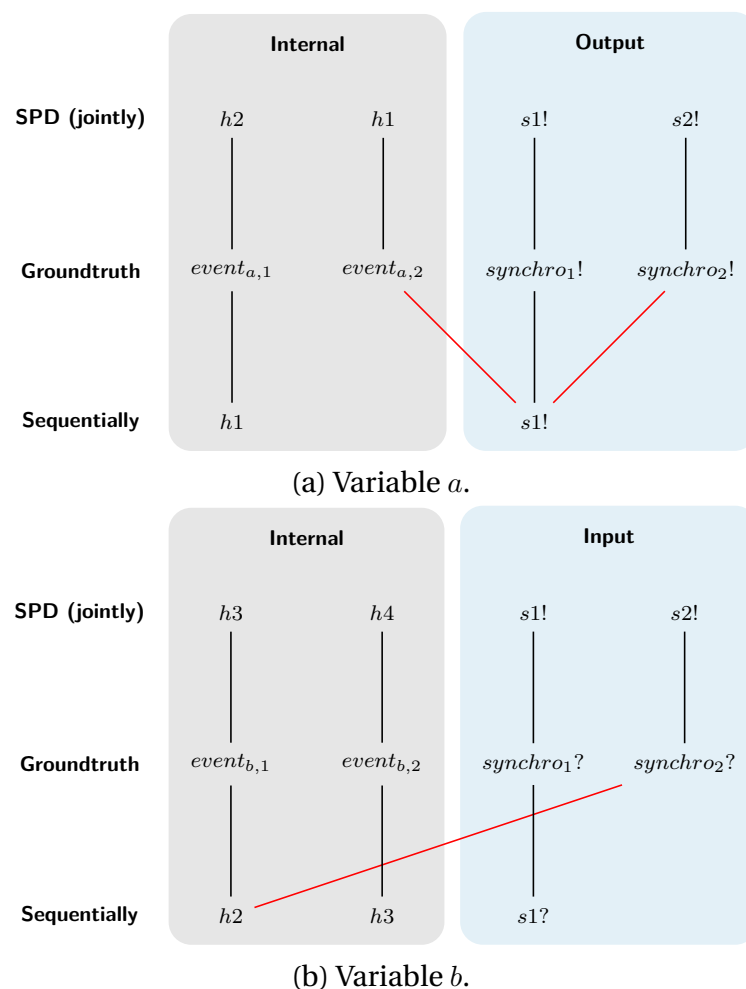 Internal Output
SPD (jointly) h2 h1 s1! s2!
Groundtruth event_{a,1} event_{a,2} synchro_1! synchro_2!
Sequentially h1 s1!
(a) Variable a.
Internal Input
SPD (jointly) h3 h4 s1! s2!
Groundtruth event_{b,1} event_{b,2} synchro_1? synchro_2?
Sequentially h2 h3 s1?
(b) Variable b.